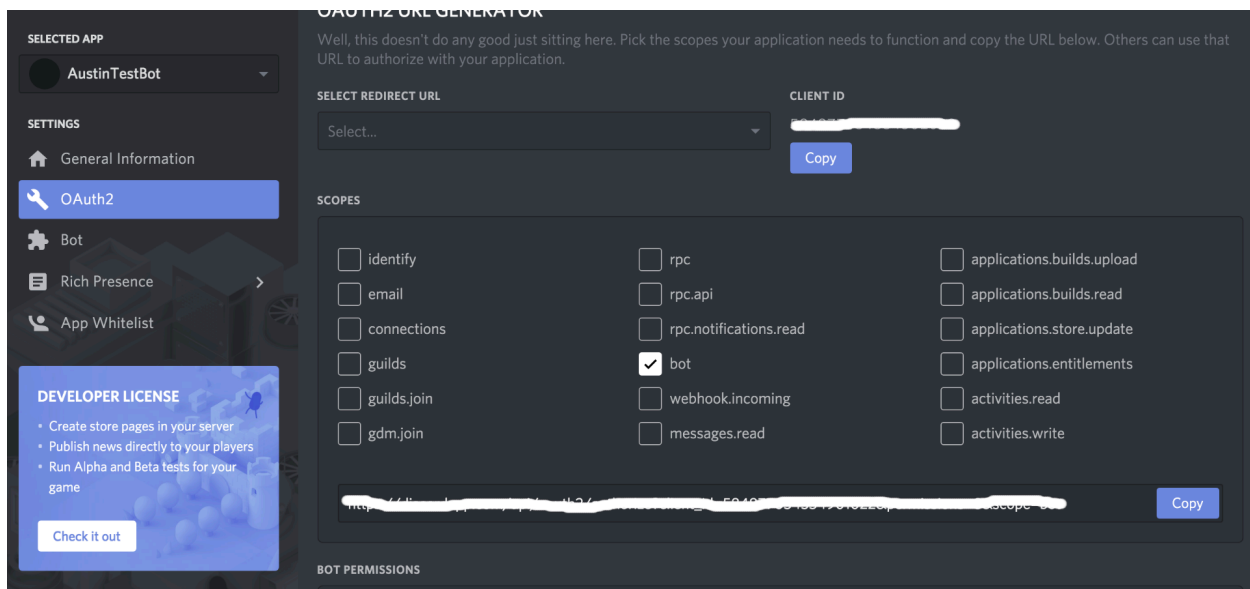 OAUTH2 URL GENERATOR
SELECTED APP
AustinTestBot
SETTINGS
General Information
OAuth2
Bot
Rich Presence
App Whitelist
DEVELOPER LICENSE
• Create store pages in your server
• Publish news directly to your players
• Run Alpha and Beta tests for your
game
Check it out
Well, this doesn't do any good just sitting here. Pick the scopes your application needs to function and copy the URL below. Others can use that
URL to authorize with your application.
SELECT REDIRECT URL
Select...
CLIENT ID
Copy
SCOPES
identify
email
connections
guilds
guilds.join
gdm.join
rpc
rpc.api
rpc.notifications.read
bot
webhook.incoming
messages.read
applications.builds.upload
applications.builds.read
applications.store.update
applications.entitlements
activities.read
activities.write
Copy
BOT PERMISSIONS